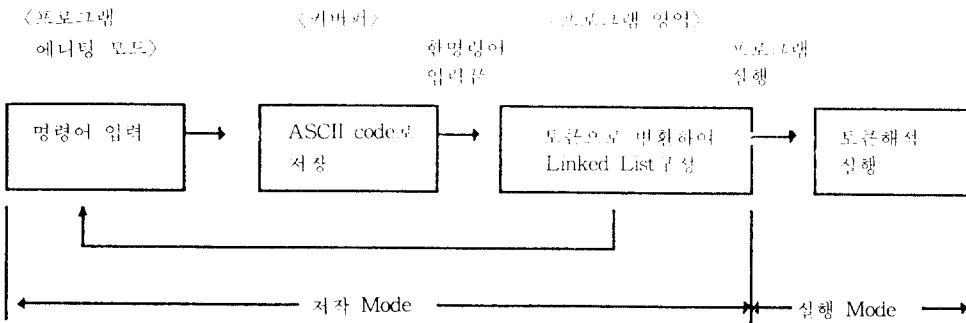 <프로그램
에디팅 모드>
<키버퍼>
<프로그램 영역>
한명령어
입력끝
프로그램
실행
명령어 입력
ASCII code로
저장
토큰으로 변환하여
Linked List구성
토큰해석
실행
저작 Mode
실행 Mode